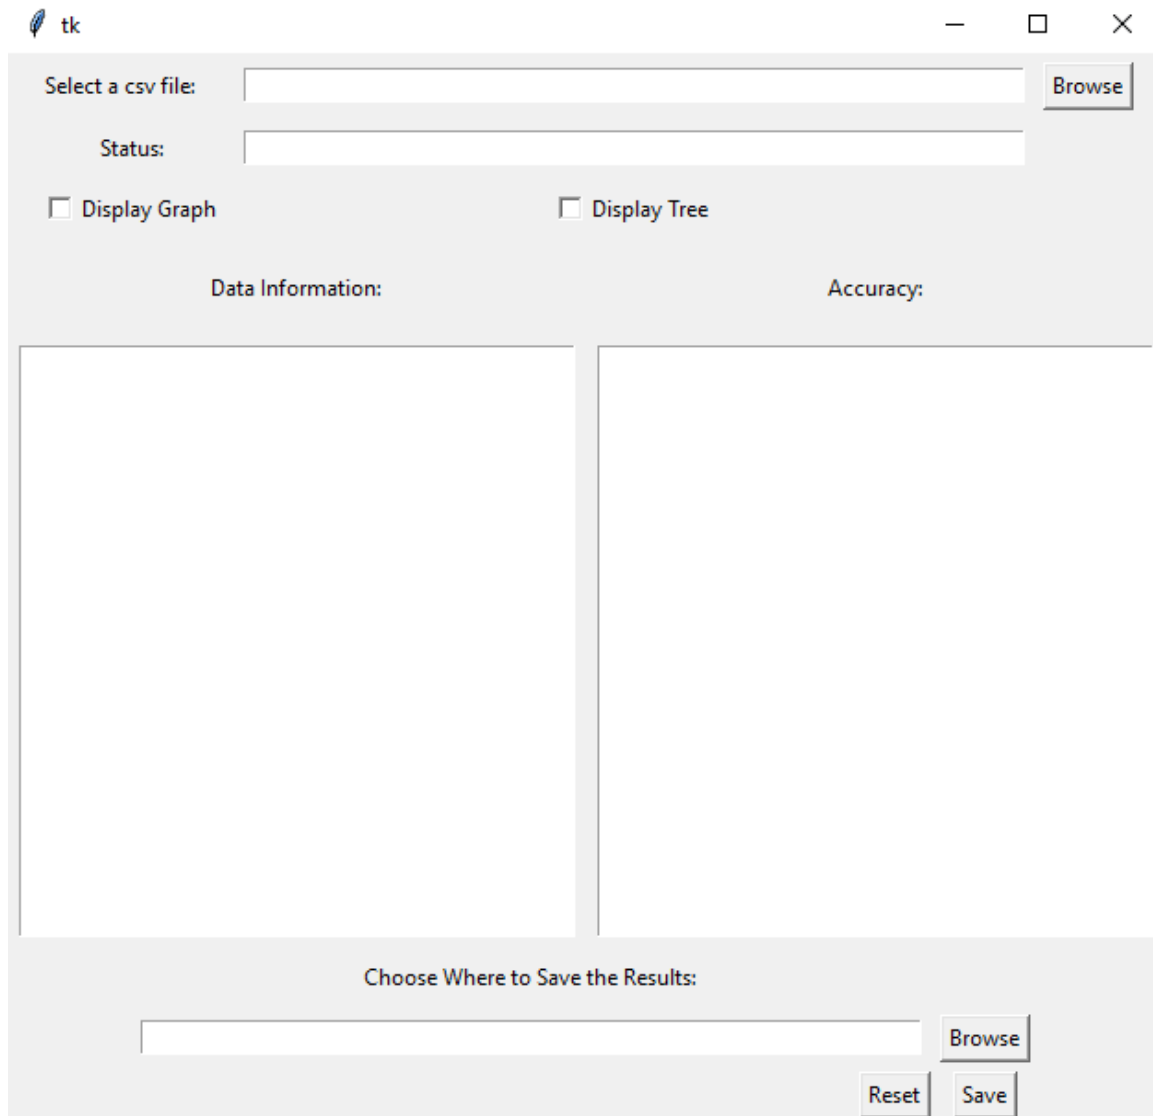 tk
Select a csv file: Browse
Status:
Display Graph Display Tree
Data Information: Accuracy:
Choose Where to Save the Results:
Browse
Reset Save